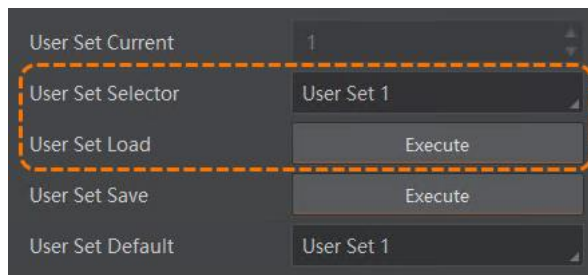 User Set Current 1
User Set Selector User Set 1
User Set Load Execute
User Set Save Execute
User Set Default User Set 1